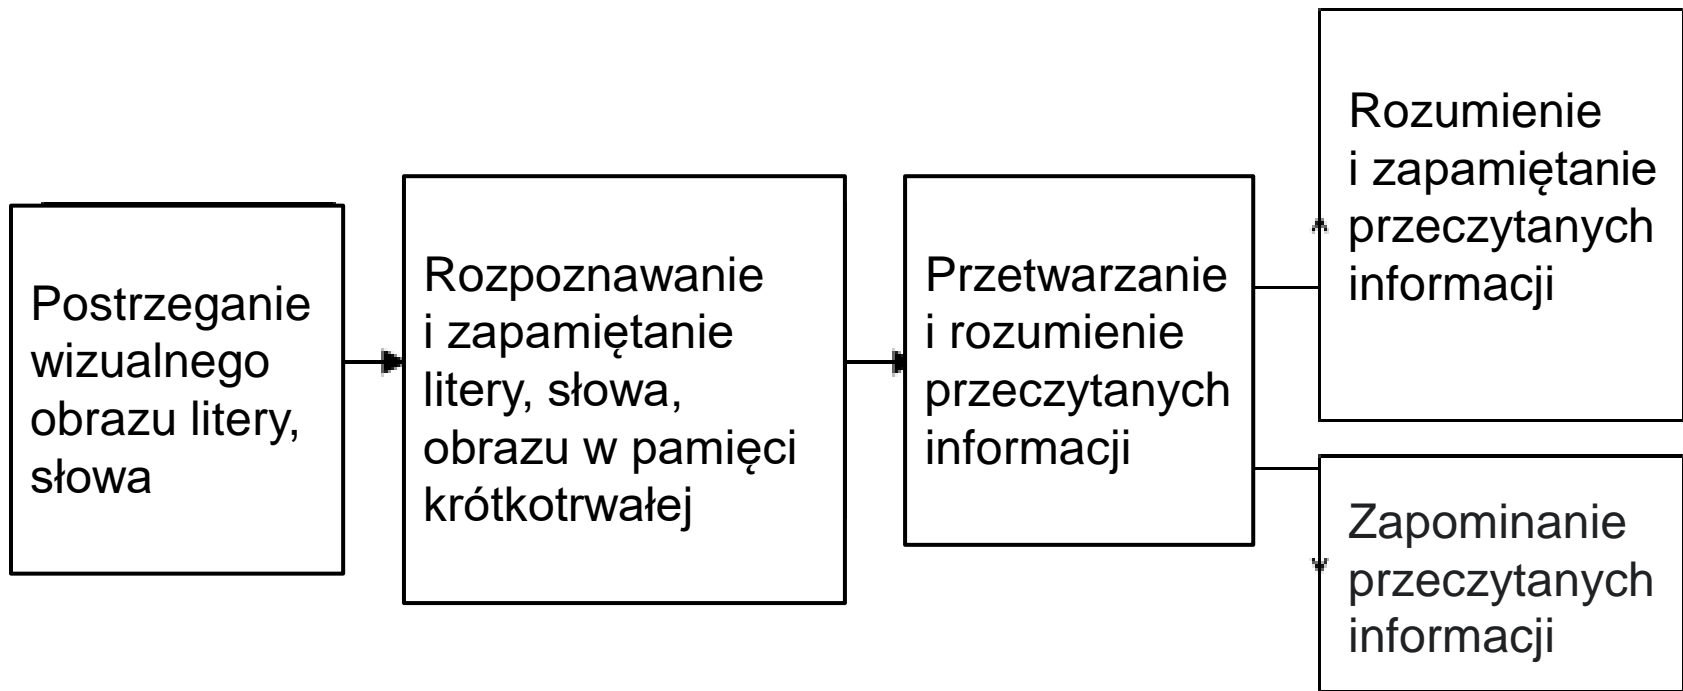 Postrzeganie
wizualnego
obrazu litery,
słowa
Rozpoznawanie
i zapamiętanie
litery, słowa,
obrazu w pamięci
krótkotrwałej
Przetwarzanie
i rozumienie
przeczytanych
informacji
Rozumienie
i zapamiętanie
przeczytanych
informacji
Zapominanie
przeczytanych
informacji